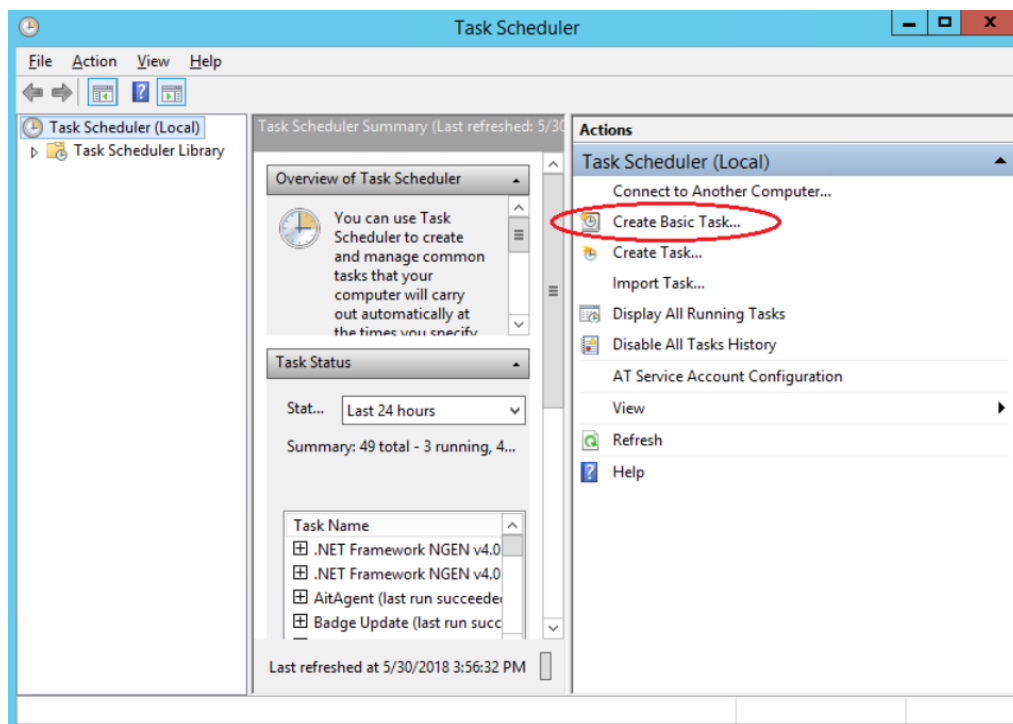 Task Scheduler
File Action View Help
Task Scheduler (Local)
Task Scheduler Library
Task Scheduler Summary (Last refreshed: 5/30
Overview of Task Scheduler
You can use Task
Scheduler to create
and manage common
tasks that your
computer will carry
out automatically at
the times you specify
Task Status
Stat...
Last 24 hours
Summary: 49 total - 3 running, 4...
Task Name
.NET Framework NGEN v4.0
.NET Framework NGEN v4.0
AitAgent (last run succeede
Badge Update (last run succ
Last refreshed at 5/30/2018 3:56:32 PM
Actions
Task Scheduler (Local)
Connect to Another Computer...
Create Basic Task...
Create Task...
Import Task...
Display All Running Tasks
Disable All Tasks History
AT Service Account Configuration
View
Refresh
Help